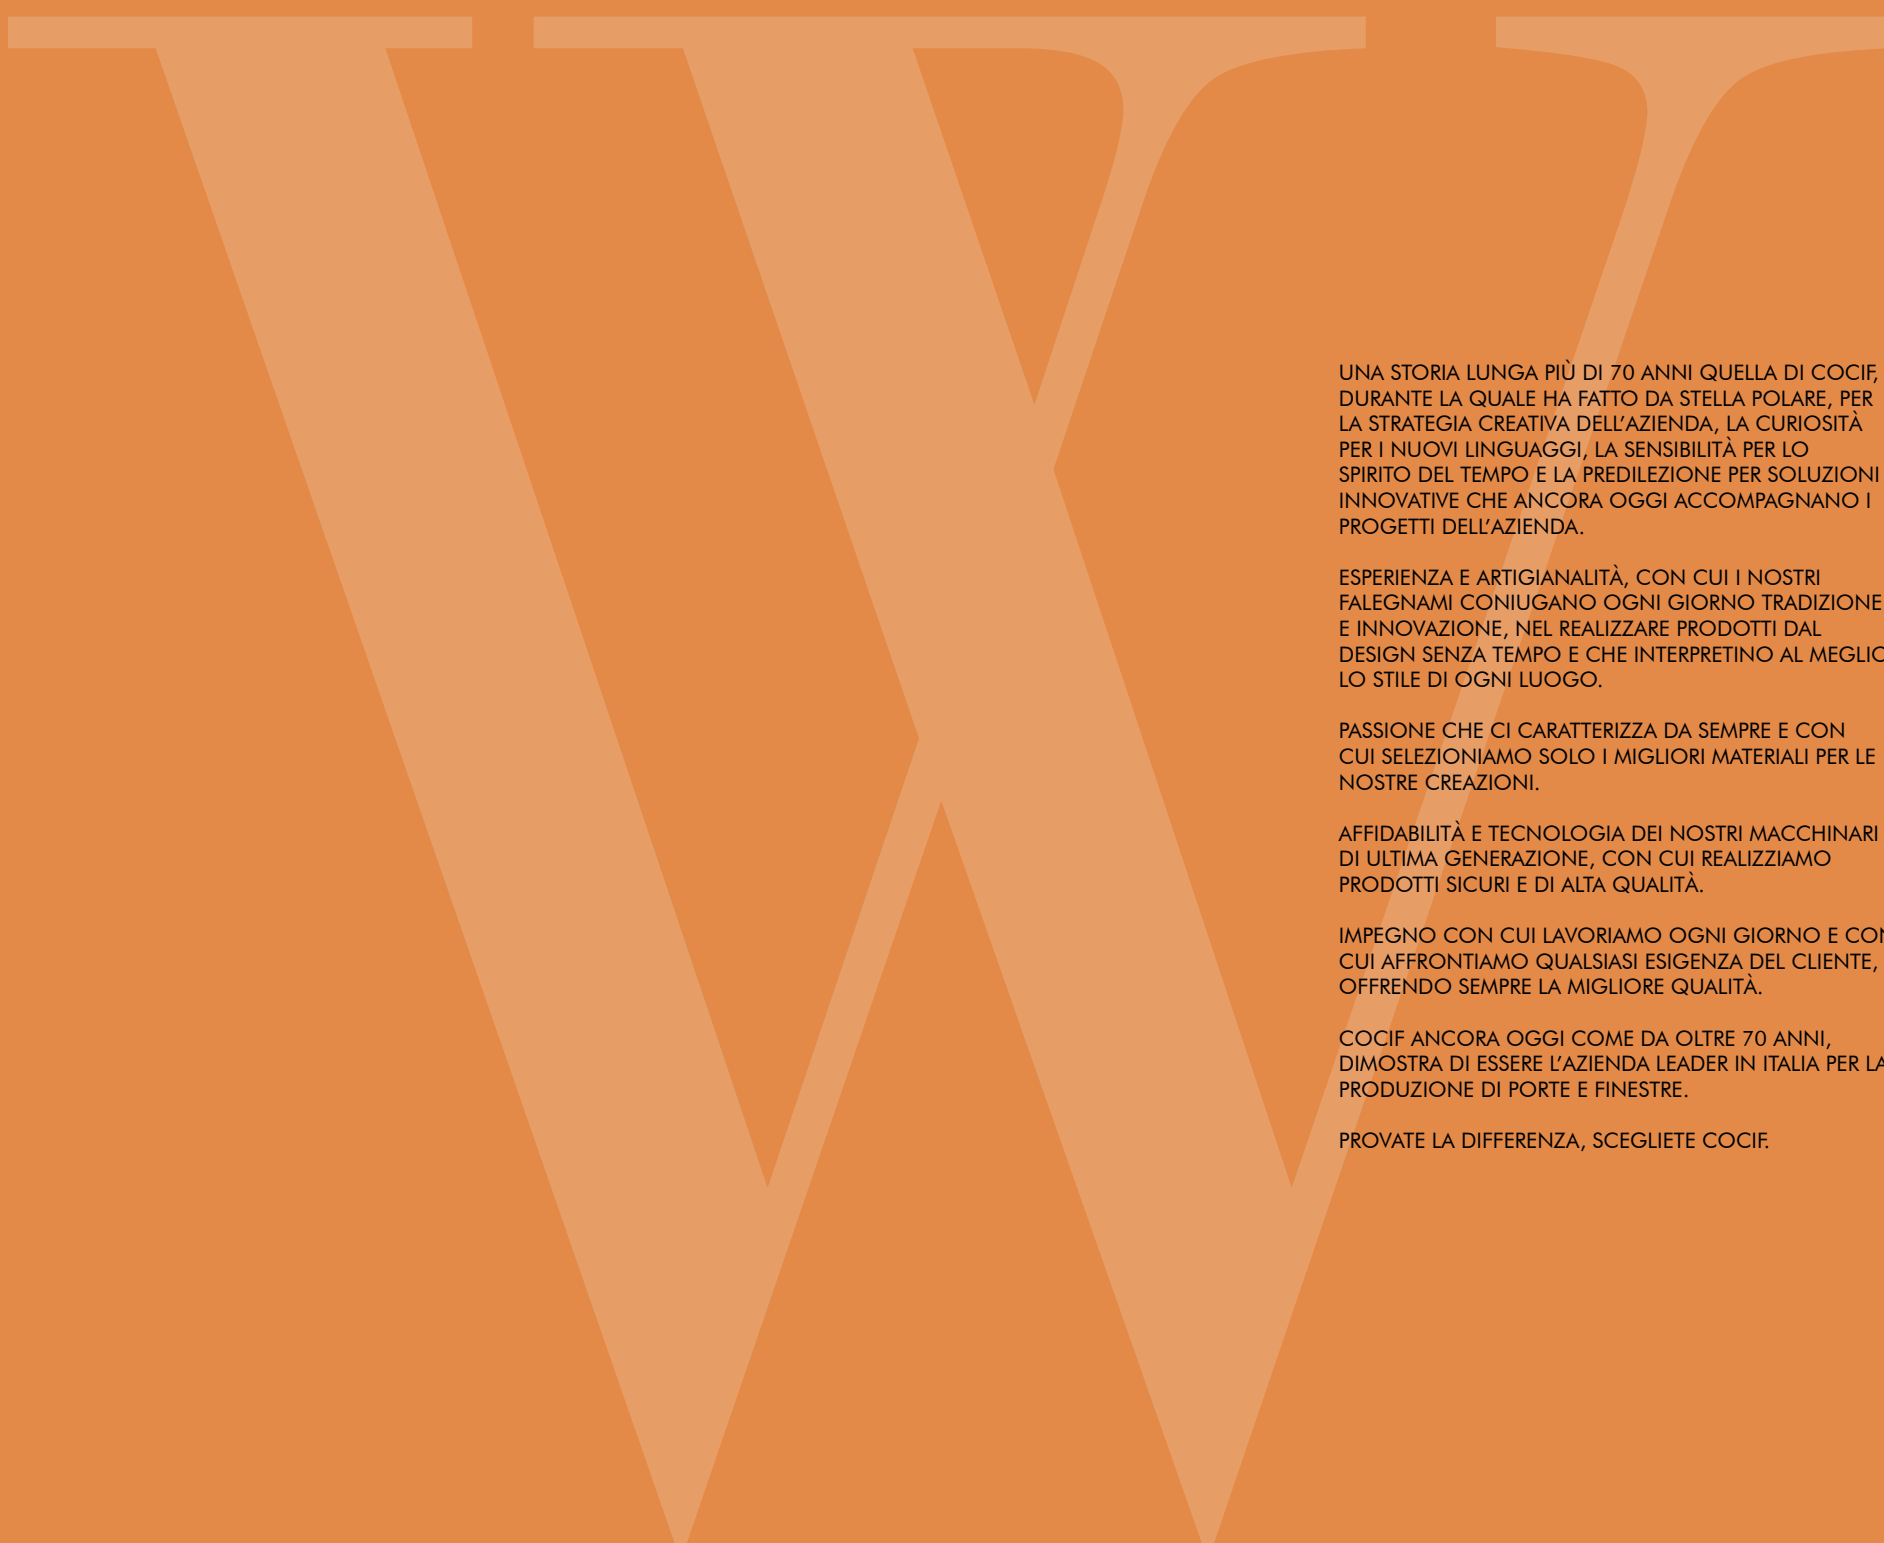 W
UNA STORIA LUNGA PIÙ DI 70 ANNI QUELLA DI COCIF,
DURANTE LA QUALE HA FATTO DA STELLA POLARE, PER
LA STRATEGIA CREATIVA DELL'AZIENDA, LA CURIOSITÀ
PER I NUOVI LINGUAGGI, LA SENSIBILITÀ PER LO
SPIRITO DEL TEMPO E LA PREDILEZIONE PER SOLUZIONI
INNOVATIVE CHE ANCORA OGGI ACCOMPAGNANO I
PROGETTI DELL'AZIENDA.
ESPERIENZA E ARTIGIANALITÀ, CON CUI I NOSTRI
FALEGNAMI CONIUGANO OGNI GIORNO TRADIZIONE
E INNOVAZIONE, NEL REALIZZARE PRODOTTI DAL
DESIGN SENZA TEMPO E CHE INTERPRETINO AL MEGLIO
LO STILE DI OGNI LUOGO.
PASSIONE CHE CI CARATTERIZZA DA SEMPRE E CON
CUI SELEZIONIAMO SOLO I MIGLIORI MATERIALI PER LE
NOSTRE CREAZIONI.
AFFIDABILITÀ E TECNOLOGIA DEI NOSTRI MACCHINARI
DI ULTIMA GENERAZIONE, CON CUI REALIZZIAMO
PRODOTTI SICURI E DI ALTA QUALITÀ.
IMPEGNO CON CUI LAVORIAMO OGNI GIORNO E CON
CUI AFFRONTIAMO QUALSIASI ESIGENZA DEL CLIENTE,
OFFRENDO SEMPRE LA MIGLIORE QUALITÀ.
COCIF ANCORA OGGI COME DA OLTRE 70 ANNI,
DIMOSTRA DI ESSERE L'AZIENDA LEADER IN ITALIA PER LA
PRODUZIONE DI PORTE E FINESTRE.
PROVATE LA DIFFERENZA, SCEGLIETE COCIF.